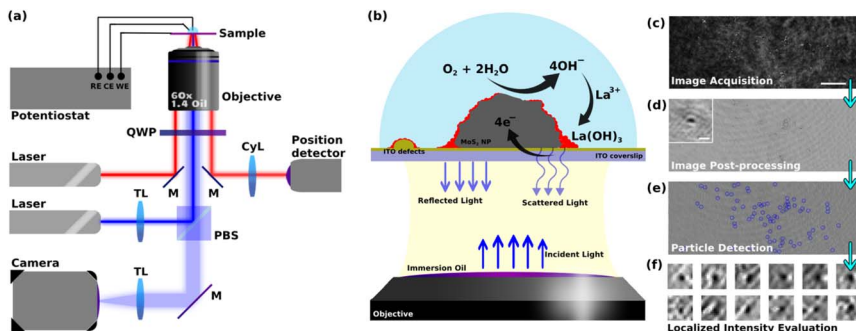 (a)
Sample
RE CE WE
Potentiostat
60x
1.4 Oil
Objective
QWP
CyL
Position
detector
Laser
M
M
Laser
TL
PBS
Camera
TL
M
(b)
O₂ + 2H₂O
4OH⁻
La³⁺
4e⁻
La(OH)₃
MoS₂ NP
ITO defects
ITO coverslip
Reflected Light
Scattered Light
Incident Light
Immersion Oil
Objective
(c)
Image Acquisition
(d)
Image Post-processing
(e)
Particle Detection
(f)
Localized Intensity Evaluation